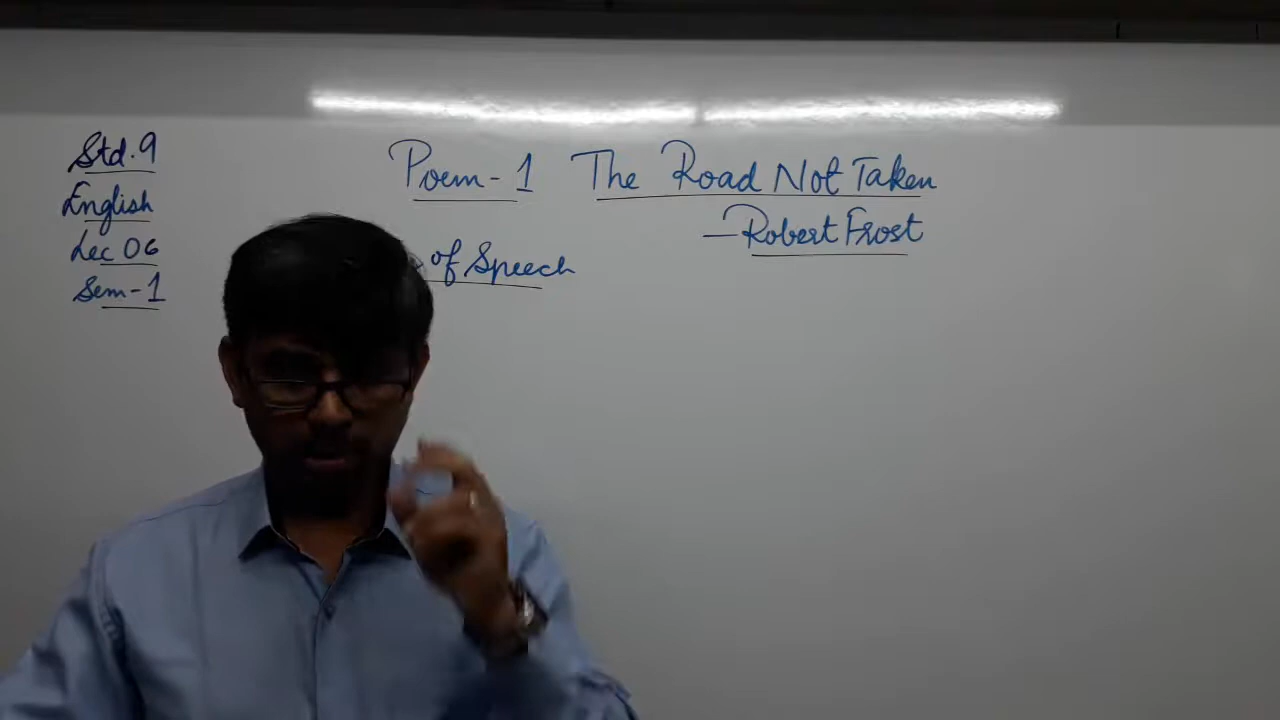 Std. 9
English
Lec 06
Sem-1
Poem-1 The Road Not Taken
—Robert Frost
of Speech